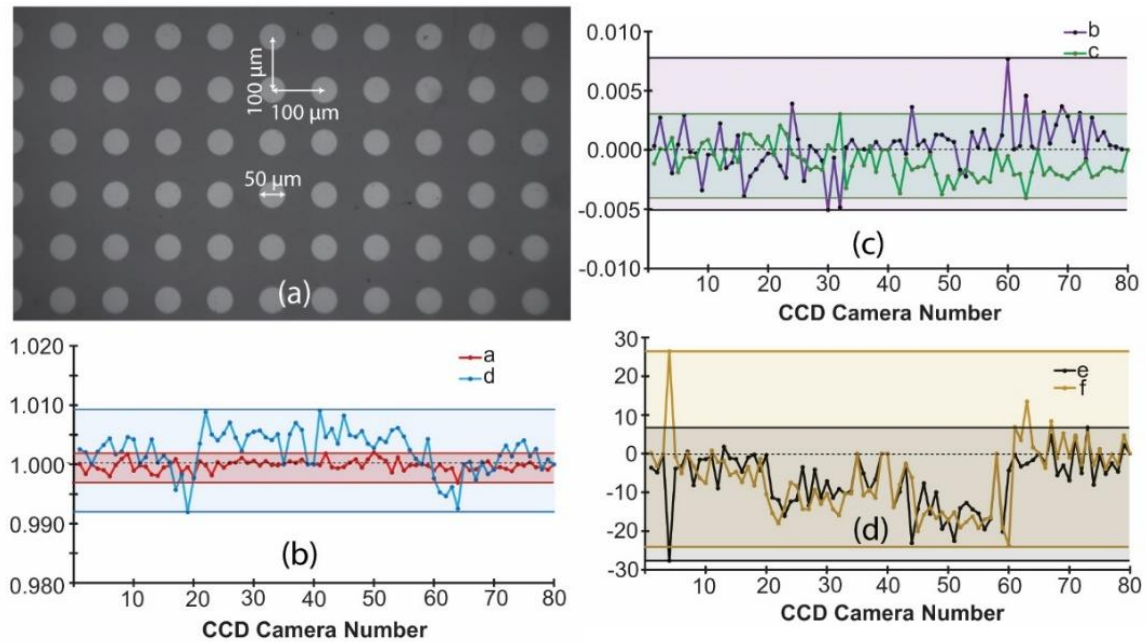 100 µm
100 µm
50 µm
(a)
0.010
0.005
0.000
-0.005
-0.010
b
c
(c)
10 20 30 40 50 60 70 80
CCD Camera Number
1.020
1.010
1.000
0.990
0.980
a
d
(b)
10 20 30 40 50 60 70 80
CCD Camera Number
30
20
10
0
-10
-20
-30
e
f
(d)
10 20 30 40 50 60 70 80
CCD Camera Number